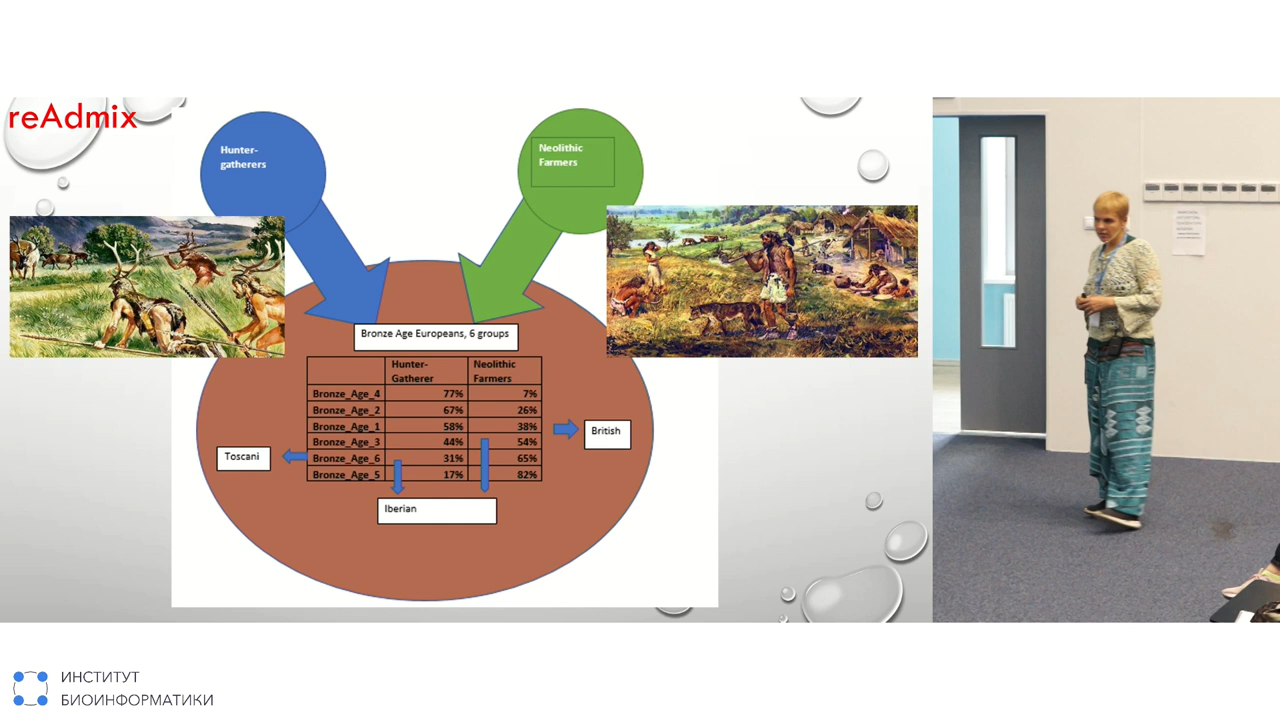 reAdmix
Hunter-
gatherers
Neolithic
Farmers
Bronze Age Europeans, 6 groups
Hunter-
Gatherer
Neolithic
Farmers
Bronze_Age_4 77% 7%
Bronze_Age_2 67% 26%
Bronze_Age_1 58% 38%
Bronze_Age_3 44% 54%
Bronze_Age_6 31% 65%
Bronze_Age_5 17% 82%
British
Toscani
Iberian
ИНСТИТУТ
БИОИНФОРМАТИКИ